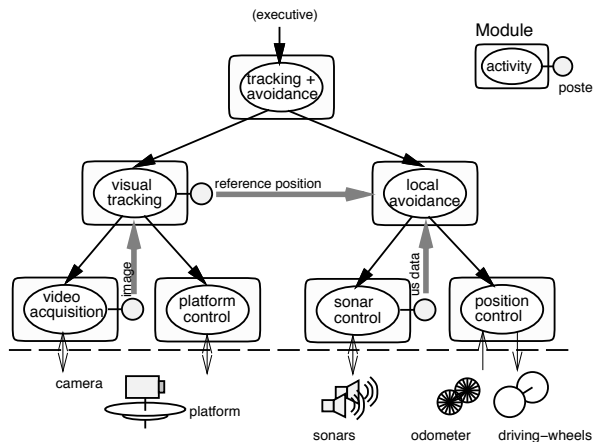 (executive)
Module
tracking +
avoidance
activity
poste
visual
tracking
reference position
local
avoidance
image
us data
video
acquisition
platform
control
sonar
control
position
control
camera
platform
sonars
odometer
driving-wheels